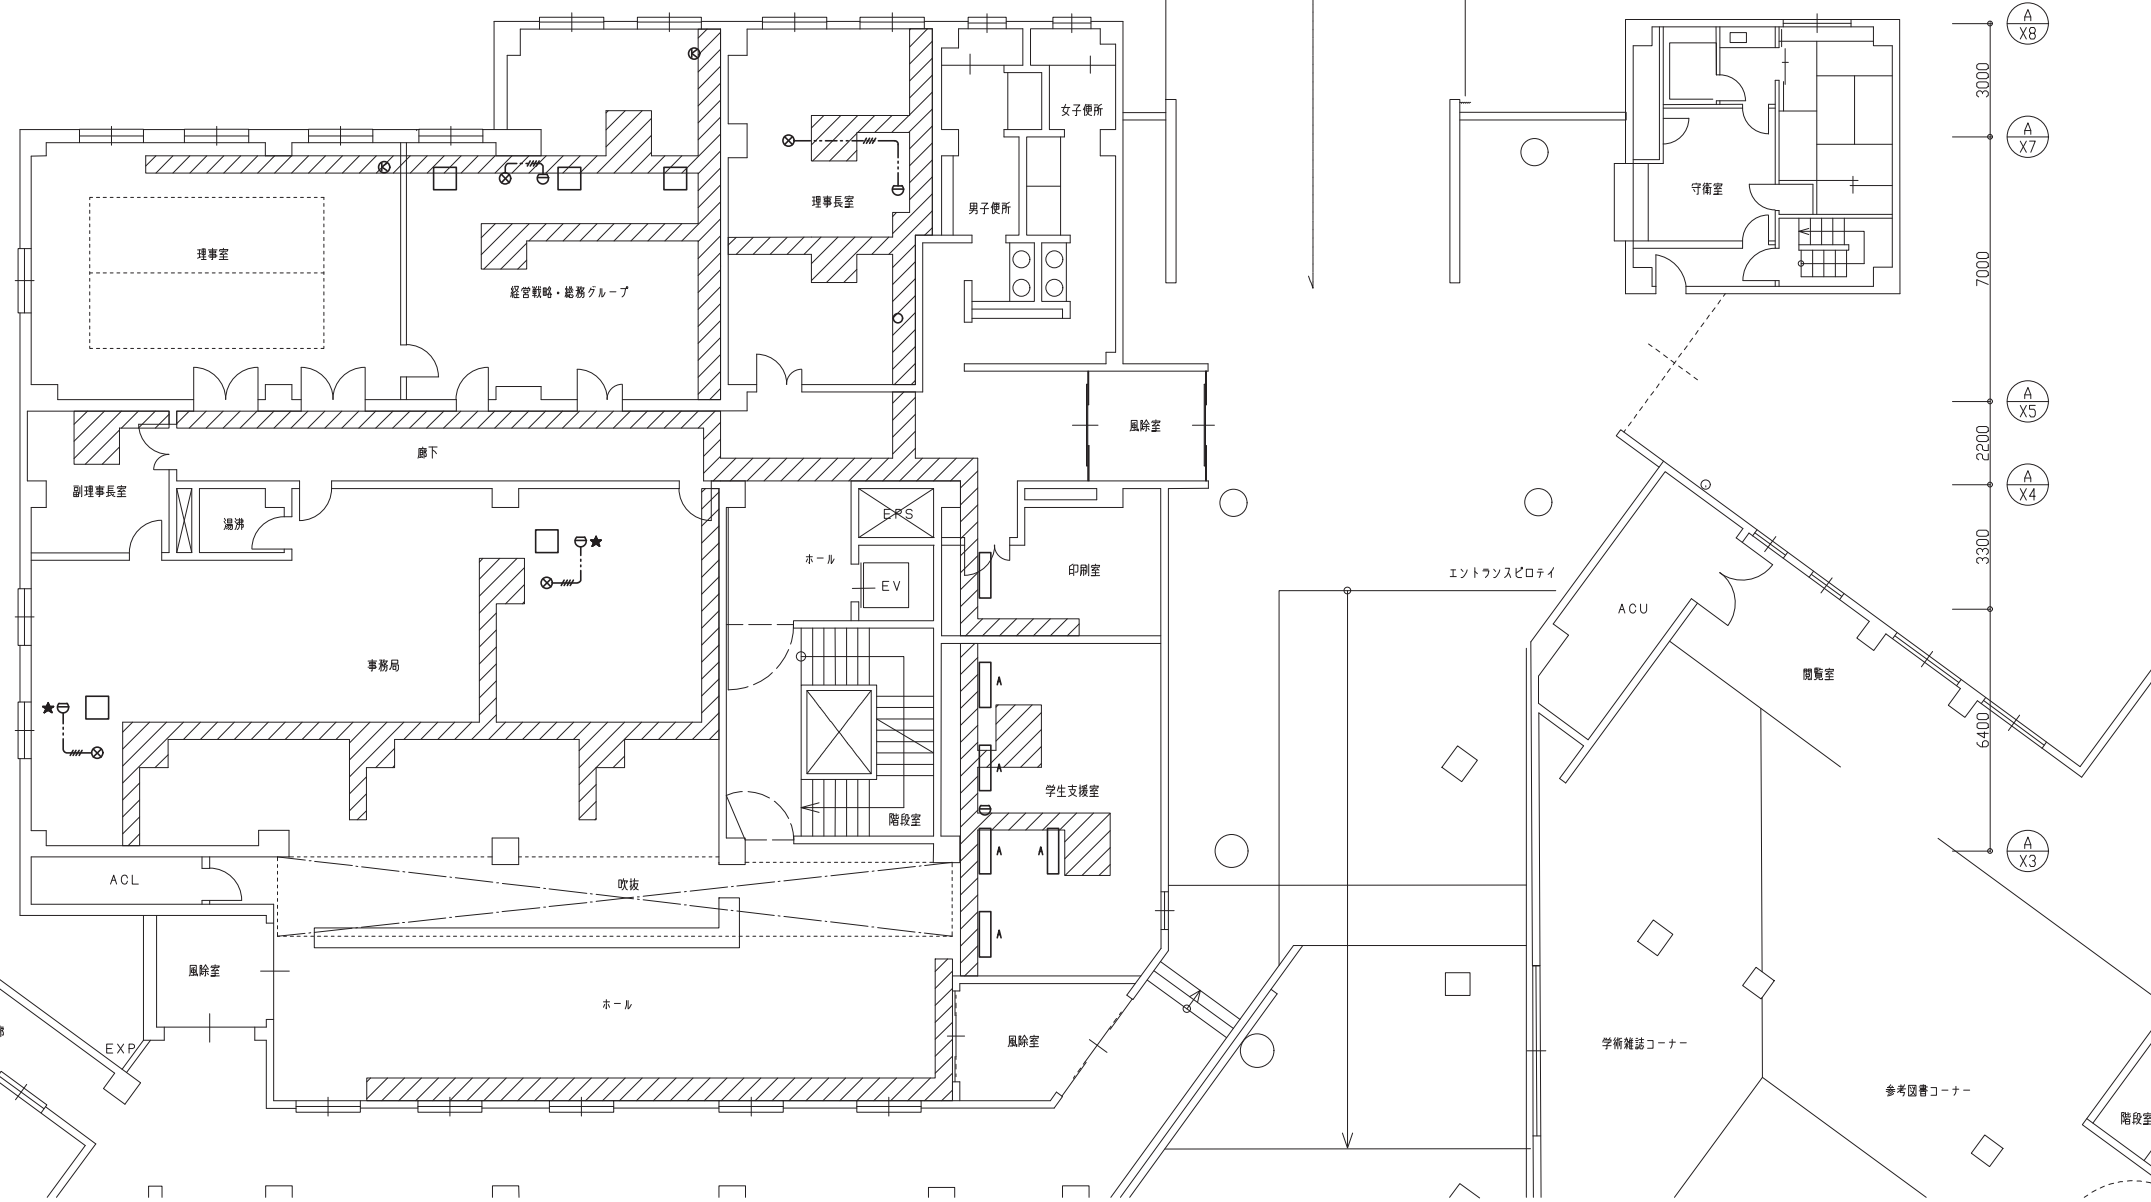 A
X8
3000
女子便所
A
X7
守衛室
理事長室
男子便所
理事室
7000
経営戦略・総務グループ
A
X5
風除室
廊下
2200
副理事長室
A
X4
EPS
湯沸
ホール
3300
印刷室
エントランスピロティ
EV
ACU
事務局
閲覧室
A
6400
A
学生支援室
階段室
A
A
A
X3
ACL
吹抜
A
風除室
ホール
風除室
学術雑誌コーナー
EXP
参考図書コーナー
階段室